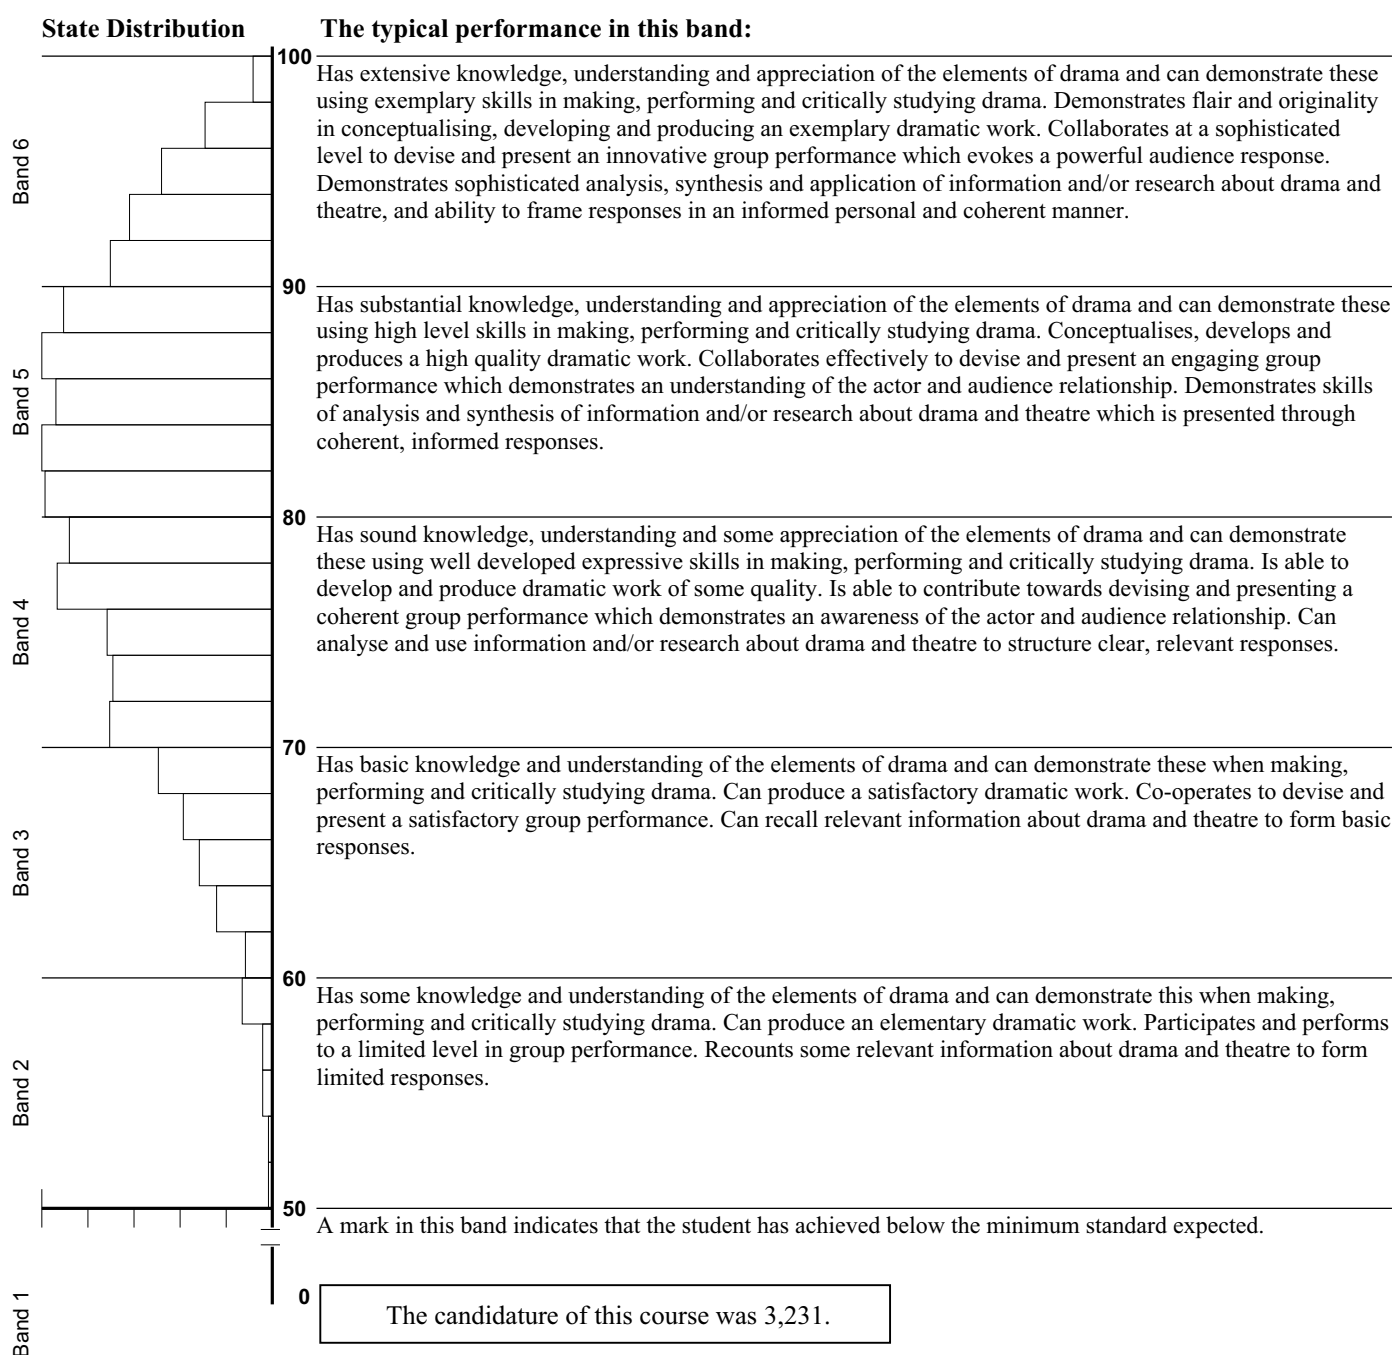 State Distribution
The typical performance in this band:
100
Band 6
Has extensive knowledge, understanding and appreciation of the elements of drama and can demonstrate these
using exemplary skills in making, performing and critically studying drama. Demonstrates flair and originality
in conceptualising, developing and producing an exemplary dramatic work. Collaborates at a sophisticated
level to devise and present an innovative group performance which evokes a powerful audience response.
Demonstrates sophisticated analysis, synthesis and application of information and/or research about drama and
theatre, and ability to frame responses in an informed personal and coherent manner.
90
Band 5
Has substantial knowledge, understanding and appreciation of the elements of drama and can demonstrate these
using high level skills in making, performing and critically studying drama. Conceptualises, develops and
produces a high quality dramatic work. Collaborates effectively to devise and present an engaging group
performance which demonstrates an understanding of the actor and audience relationship. Demonstrates skills
of analysis and synthesis of information and/or research about drama and theatre which is presented through
coherent, informed responses.
80
Band 4
Has sound knowledge, understanding and some appreciation of the elements of drama and can demonstrate
these using well developed expressive skills in making, performing and critically studying drama. Is able to
develop and produce dramatic work of some quality. Is able to contribute towards devising and presenting a
coherent group performance which demonstrates an awareness of the actor and audience relationship. Can
analyse and use information and/or research about drama and theatre to structure clear, relevant responses.
70
Band 3
Has basic knowledge and understanding of the elements of drama and can demonstrate these when making,
performing and critically studying drama. Can produce a satisfactory dramatic work. Co-operates to devise and
present a satisfactory group performance. Can recall relevant information about drama and theatre to form basic
responses.
60
Band 2
Has some knowledge and understanding of the elements of drama and can demonstrate this when making,
performing and critically studying drama. Can produce an elementary dramatic work. Participates and performs
to a limited level in group performance. Recounts some relevant information about drama and theatre to form
limited responses.
50
A mark in this band indicates that the student has achieved below the minimum standard expected.
Band 1
0
The candidature of this course was 3,231.